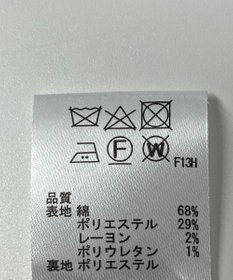 F W F13H
品質
表地 綿 68%
ポリエステル 29%
レーヨン 2%
ポリウレタン 1%
裏地 ポリエステル